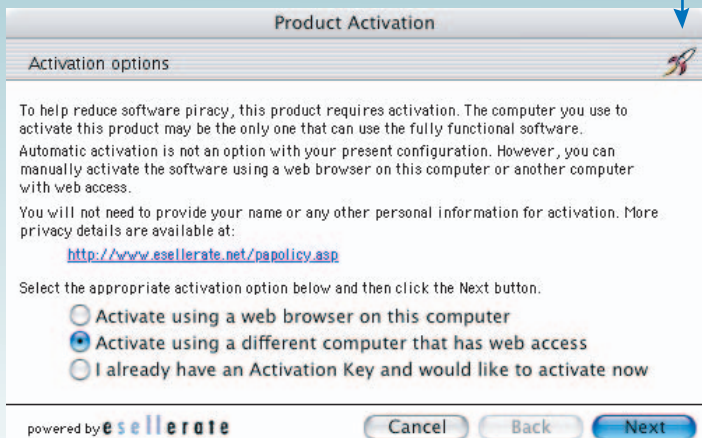 Product Activation
Activation options
To help reduce software piracy, this product requires activation. The computer you use to
activate this product may be the only one that can use the fully functional software.
Automatic activation is not an option with your present configuration. However, you can
manually activate the software using a web browser on this computer or another computer
with web access.
You will not need to provide your name or any other personal information for activation. More
privacy details are available at:
http://www.esellerate.net/papolicy.asp
Select the appropriate activation option below and then click the Next button.
Activate using a web browser on this computer
Activate using a different computer that has web access
I already have an Activation Key and would like to activate now
powered by esellerate Cancel Back Next